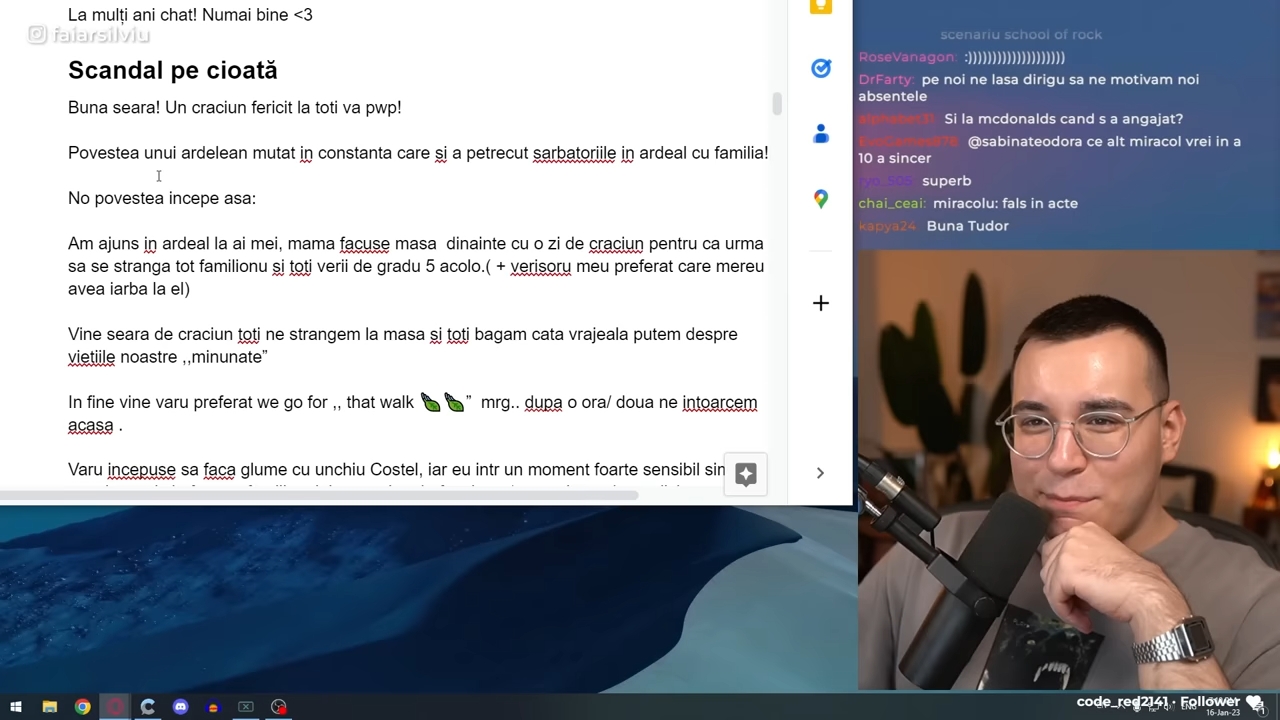 La mulți ani chat! Numai bine <3
faiarsilviu
Scandal pe cioată
Buna seara! Un craciun fericit la toti va pwp!
Povestea unui ardelean mutat in constanta care si a petrecut sarbatoriile in ardeal cu familia!
No povestea incepe asa:
Am ajuns in ardeal la ai mei, mama facuse masa  dinainte cu o zi de craciun pentru ca urma
sa se stranga tot familionu si toti verii de gradu 5 acolo.( + verisoru meu preferat care mereu
avea iarba la el)
Vine seara de craciun toti ne strangem la masa si toti bagam cata vrajeala putem despre
vietiile noastre ,,minunate”
In fine vine varu preferat we go for ,, that walk 🍃🍃”  mrg.. dupa o ora/ doua ne intoarcem
acasa .
Varu incepuse sa faca glume cu unchiu Costel, iar eu intr un moment foarte sensibil
scenariu school of rock
RoseVanagon: :))))))))))))))))))))
DrFarty: pe noi ne lasa dirigu sa ne motivam noi
absentele
Si la mcdonalds cand s a angajat?
@sabinateodora ce alt miracol vrei in a
10 a sincer
ryo_505: superb
chai_ceai: miracolu: fals in acte
kapya24: Buna Tudor
code_red2141 · Follower
16-Jan-23